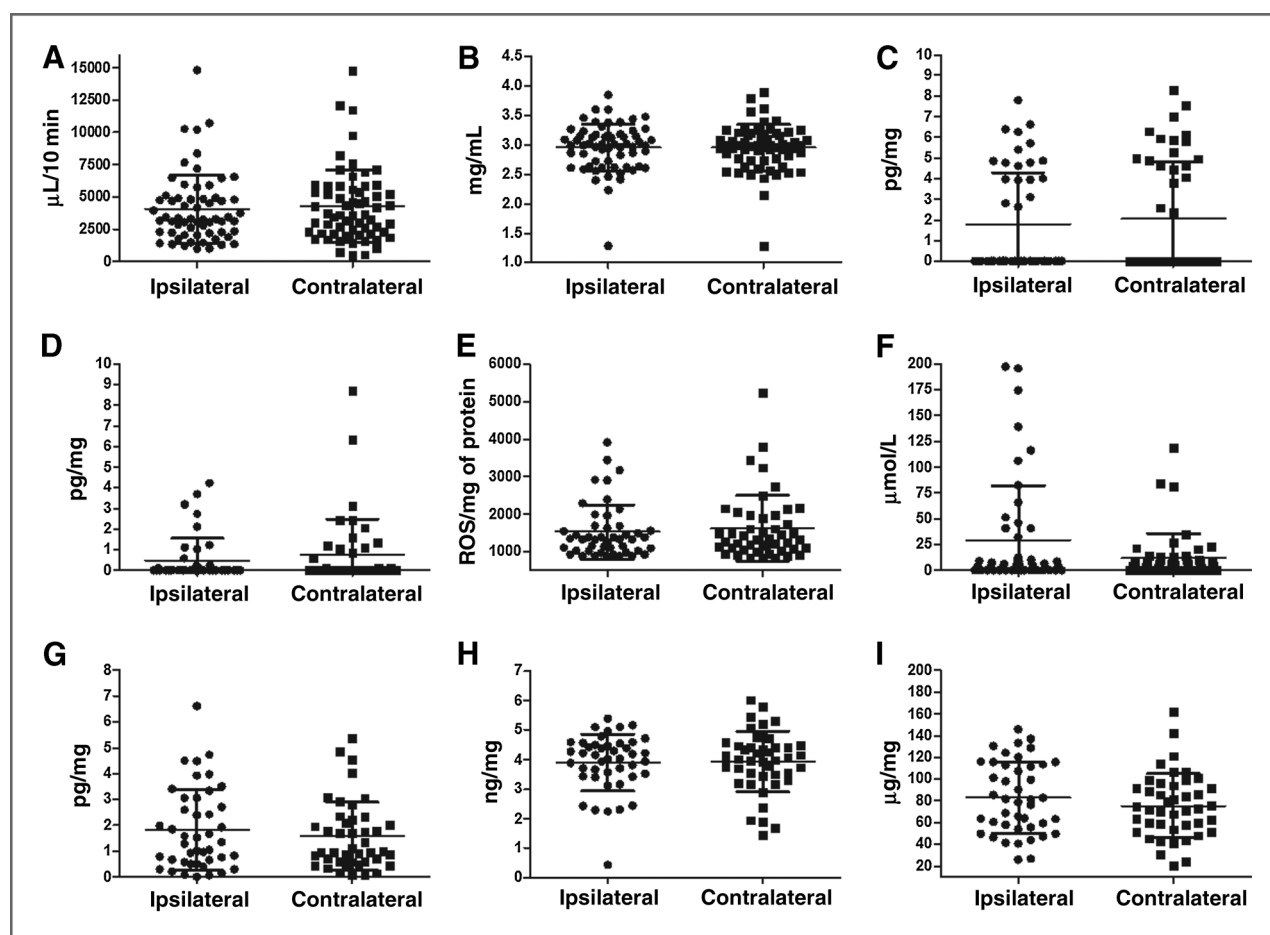 A
μL/10 min
15000
12500
10000
7500
5000
2500
0
Ipsilateral
Contralateral
B
mg/mL
4.5
4.0
3.5
3.0
2.5
2.0
1.5
1.0
Ipsilateral
Contralateral
C
pg/mg
10
9
8
7
6
5
4
3
2
1
0
Ipsilateral
Contralateral
D
pg/mg
10
9
8
7
6
5
4
3
2
1
0
Ipsilateral
Contralateral
E
ROS/mg of protein
6000
5000
4000
3000
2000
1000
Ipsilateral
Contralateral
F
μmol/L
200
175
150
125
100
75
50
25
0
Ipsilateral
Contralateral
G
pg/mg
8
7
6
5
4
3
2
1
0
Ipsilateral
Contralateral
H
ng/mg
7
6
5
4
3
2
1
0
Ipsilateral
Contralateral
I
μg/mg
200
180
160
140
120
100
80
60
40
20
Ipsilateral
Contralateral